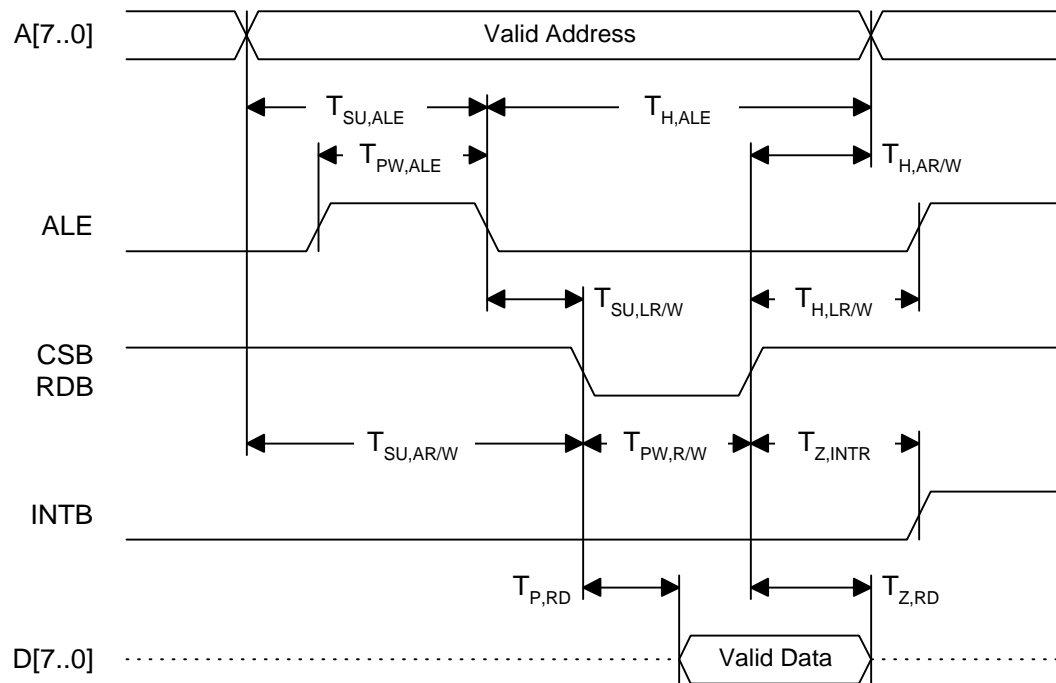 A[7..0] Valid Address
T_SU,ALE T_H,ALE
T_PW,ALE T_H,AR/W
ALE
T_SU,LR/W T_H,LR/W
CSB
RDB
T_SU,AR/W T_PW,R/W T_Z,INTR
INTB
T_P,RD T_Z,RD
D[7..0] Valid Data